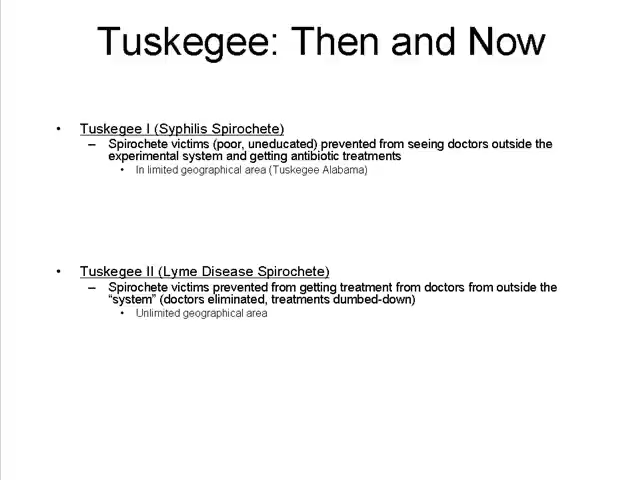 Tuskegee: Then and Now
• Tuskegee I (Syphilis Spirochete)
– Spirochete victims (poor, uneducated) prevented from seeing doctors outside the
experimental system and getting antibiotic treatments
• In limited geographical area (Tuskegee Alabama)
• Tuskegee II (Lyme Disease Spirochete)
– Spirochete victims prevented from getting treatment from doctors from outside the
“system” (doctors eliminated, treatments dumbed-down)
• Unlimited geographical area